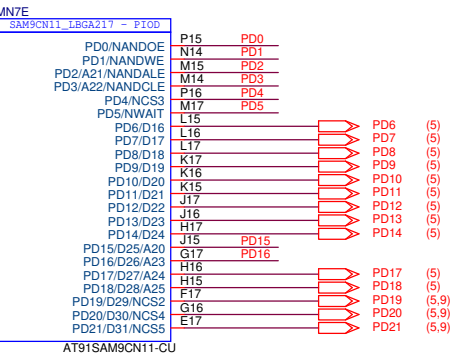 MN7E
SAM9CN11_LBGA217 - PIOD
PD0/NANDOE P15 PD0
PD1/NANDWE N14 PD1
PD2/A21/NANDALE M15 PD2
PD3/A22/NANDCLE M14 PD3
PD4/NCS3 P16 PD4
PD5/NWAIT M17 PD5
PD6/D16 L15 PD6 (5)
PD7/D17 L16 PD7 (5)
PD8/D18 L17 PD8 (5)
PD9/D19 K17 PD9 (5)
PD10/D20 K16 PD10 (5)
PD11/D21 K15 PD11 (5)
PD12/D22 J17 PD12 (5)
PD13/D23 J16 PD13 (5)
PD14/D24 H17 PD14 (5)
PD15/D25/A20 J15 PD15
PD16/D26/A23 G17 PD16
PD17/D27/A24 H16 PD17 (5)
PD18/D28/A25 H15 PD18 (5)
PD19/D29/NCS2 F17 PD19 (5,9)
PD20/D30/NCS4 G16 PD20 (5,9)
PD21/D31/NCS5 E17 PD21 (5,9)
AT91SAM9CN11-CU